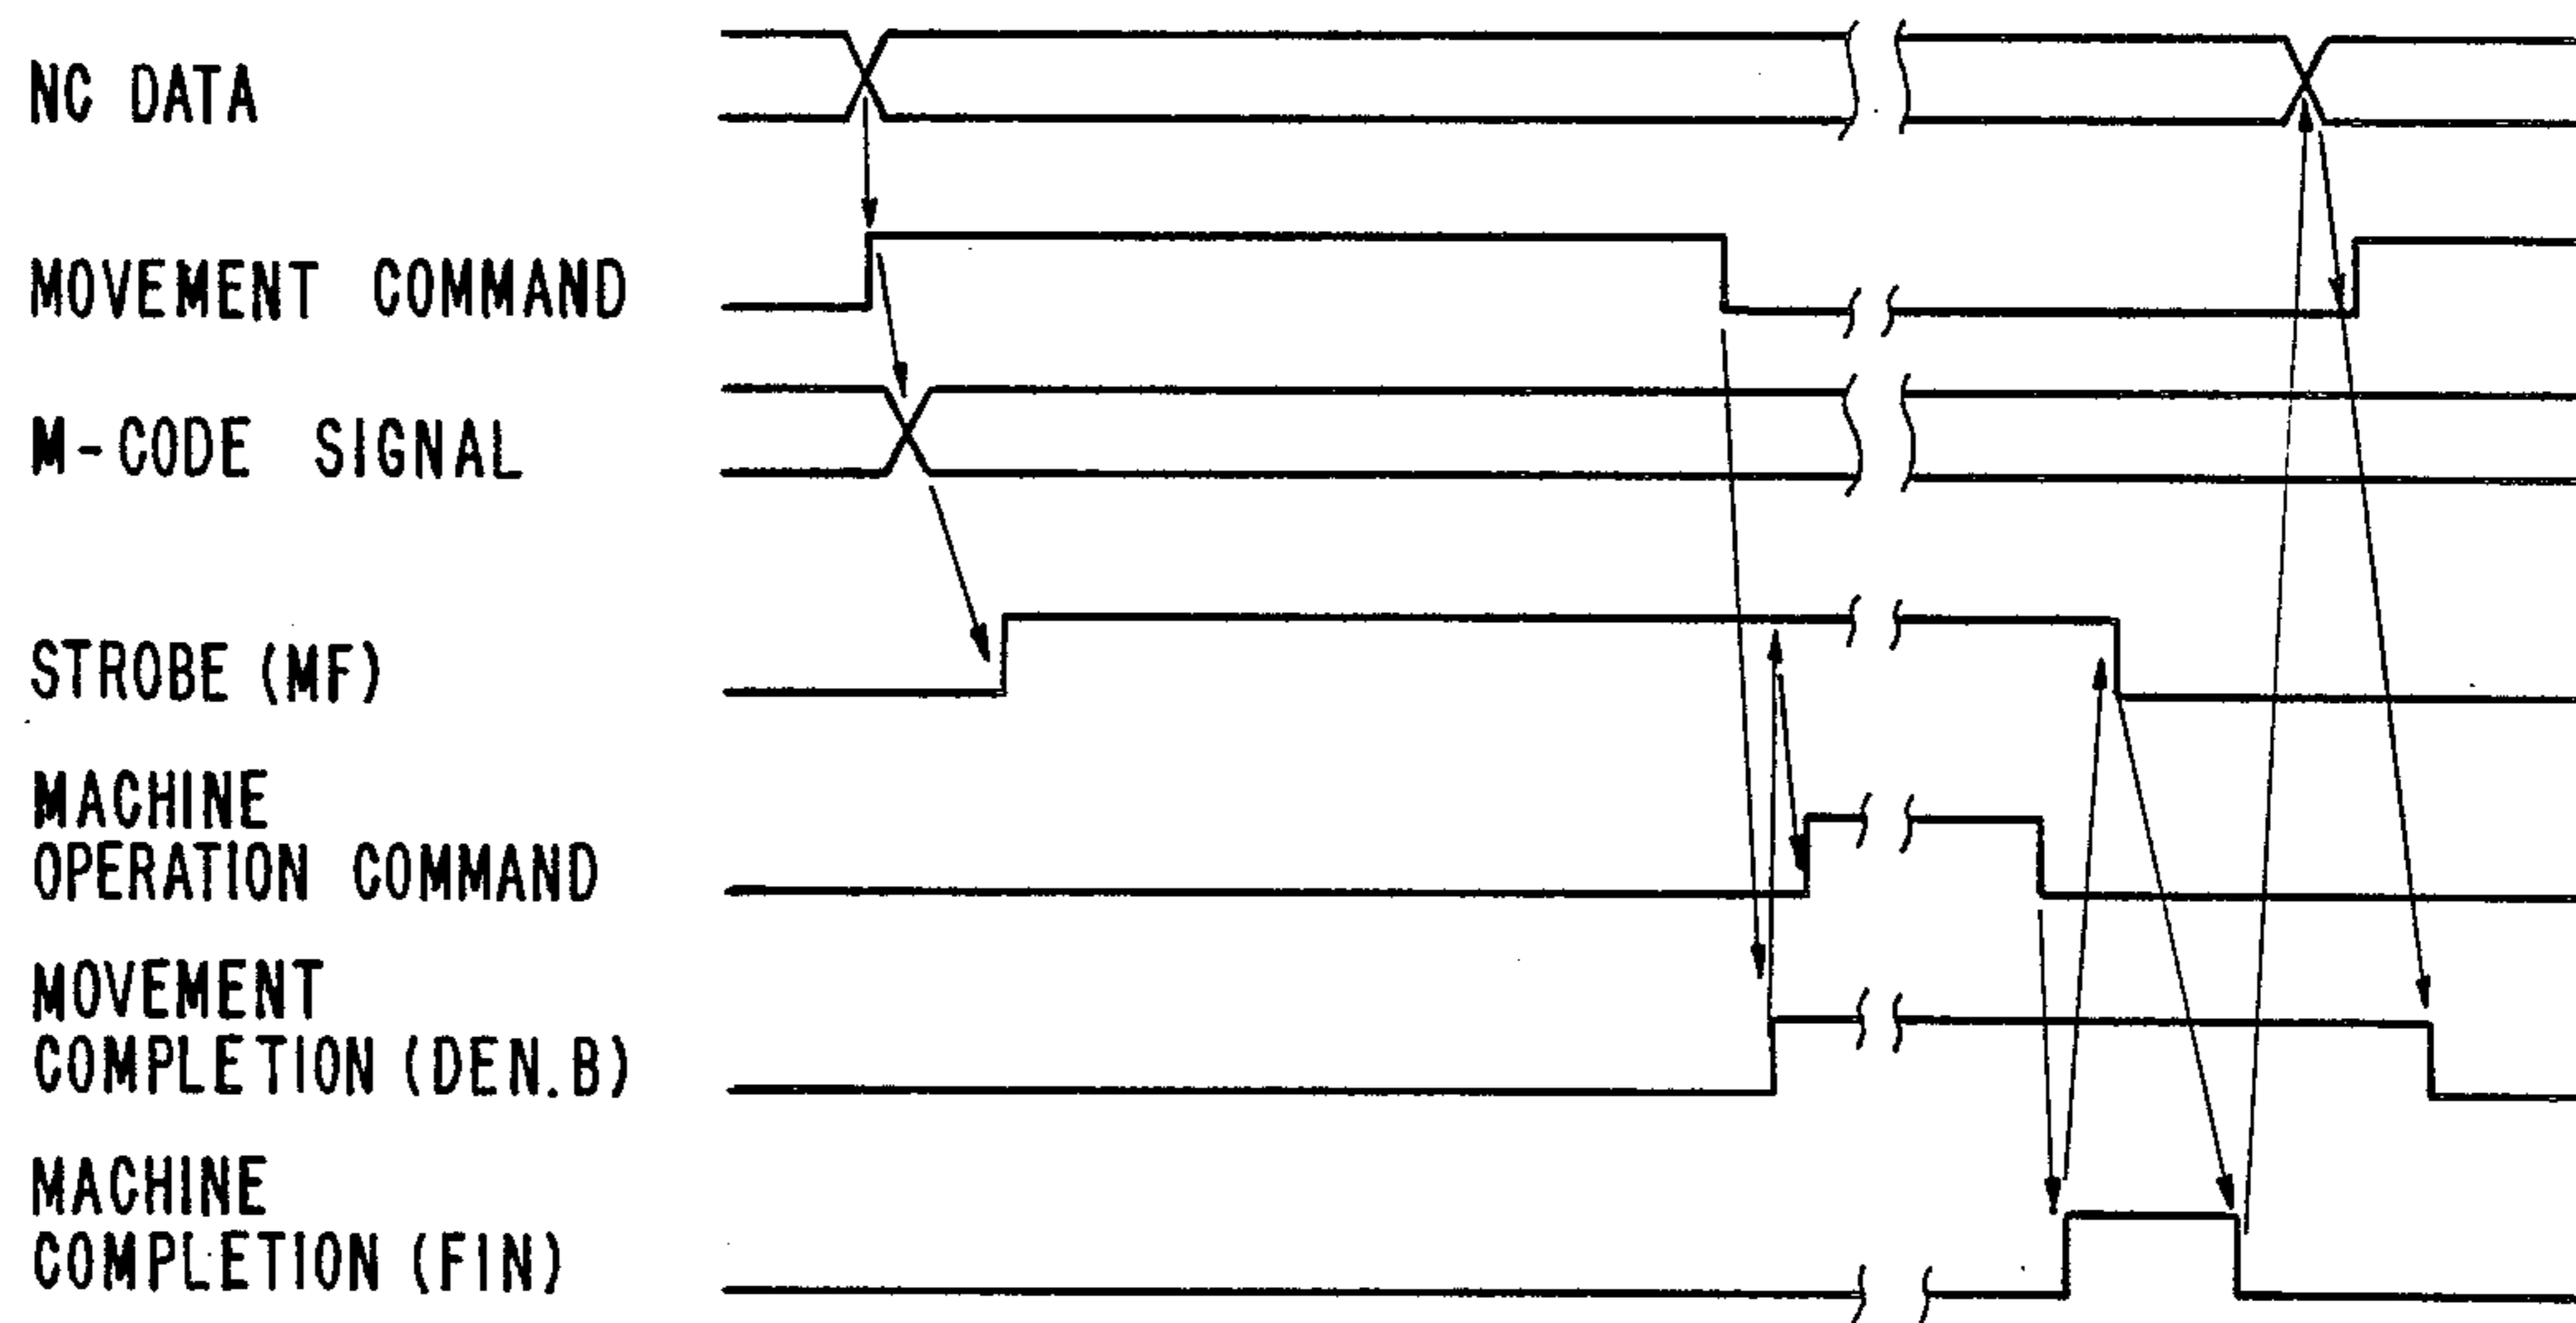 NC DATA
MOVEMENT COMMAND
M-CODE SIGNAL
STROBE (MF)
MACHINE
OPERATION COMMAND
MOVEMENT
COMPLETION (DEN.B)
MACHINE
COMPLETION (FIN)